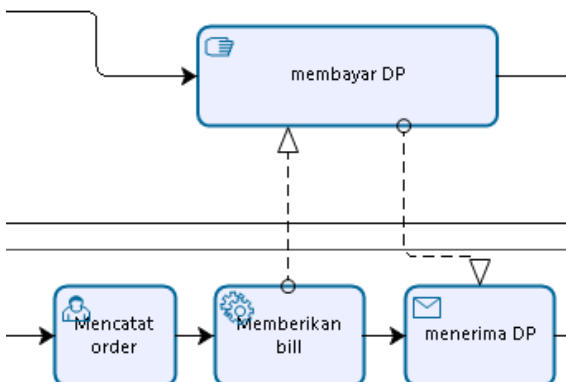 membayar DP
Mencatat
order
Memberikan
bill
menerima DP